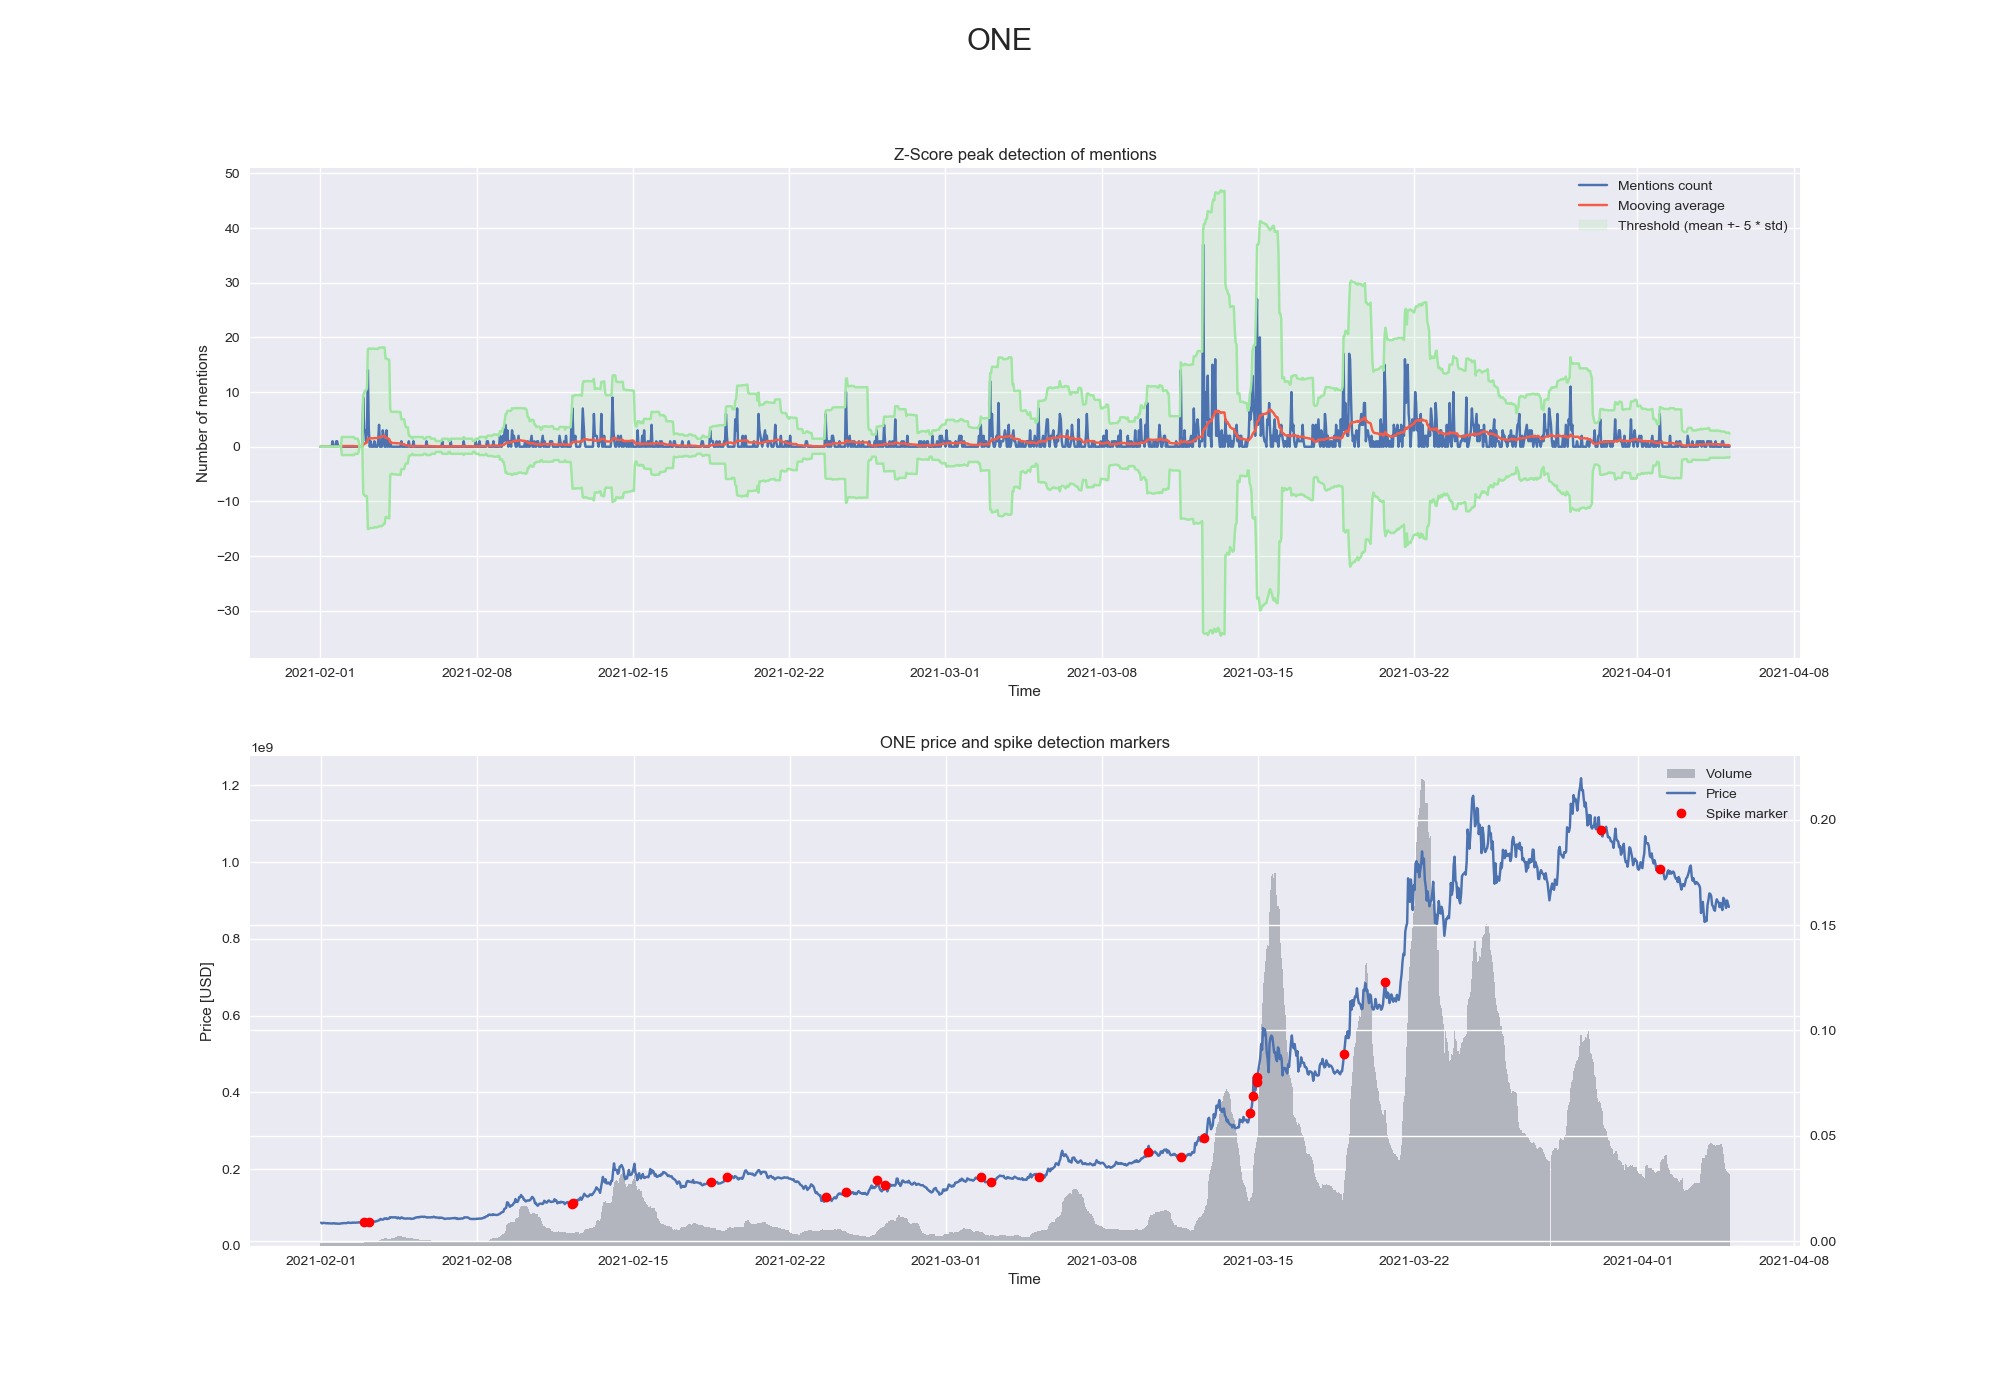 ONE
Z-Score peak detection of mentions
50
40
30
20
10
0
−10
−20
−30
Number of mentions
Mentions count
Mooving average
Threshold (mean +- 5 * std)
2021-02-01 2021-02-08 2021-02-15 2021-02-22 2021-03-01 2021-03-08 2021-03-15 2021-03-22 2021-04-01 2021-04-08
Time
ONE price and spike detection markers
1e9
1.2
1.0
0.8
0.6
0.4
0.2
0.0
Price [USD]
Volume
Price
Spike marker
0.20
0.15
0.10
0.05
0.00
2021-02-01 2021-02-08 2021-02-15 2021-02-22 2021-03-01 2021-03-08 2021-03-15 2021-03-22 2021-04-01 2021-04-08
Time